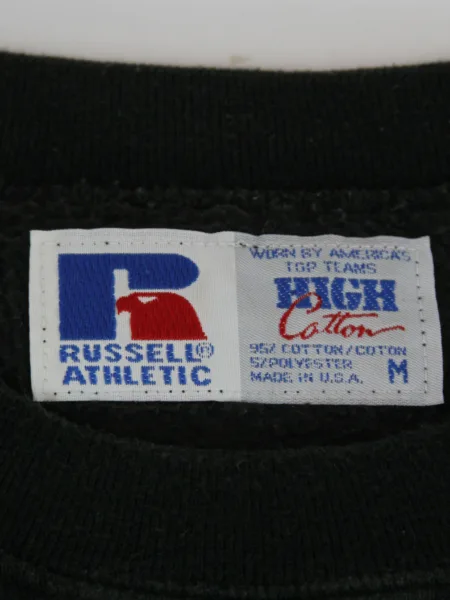 RUSSELL®
ATHLETIC
WORN BY AMERICA'S
TOP TEAMS
HIGH
Cotton
95% COTTON/COTON
5/POLYESTER
MADE IN U.S.A.
M